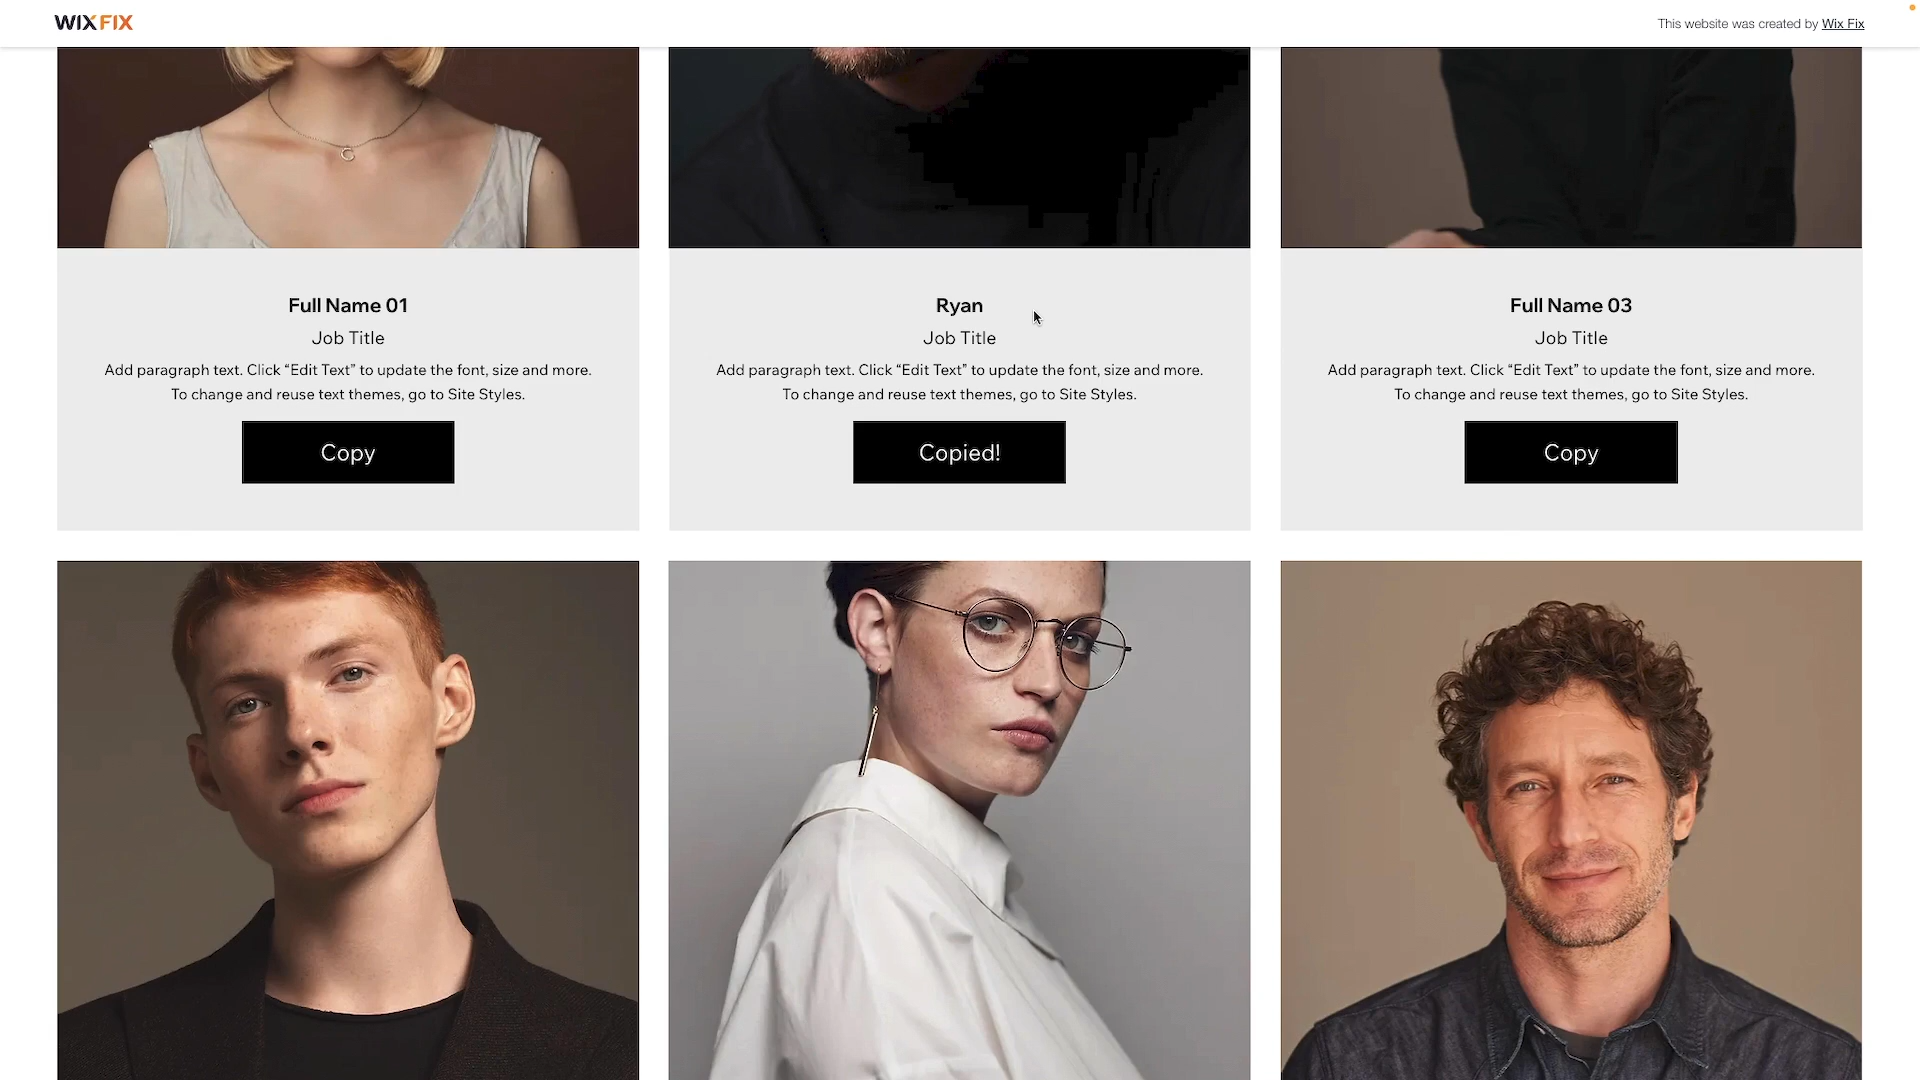 WIXFIX
This website was created by Wix Fix
Full Name 01
Job Title
Add paragraph text. Click “Edit Text” to update the font, size and more.
To change and reuse text themes, go to Site Styles.
Copy
Ryan
Job Title
Add paragraph text. Click “Edit Text” to update the font, size and more.
To change and reuse text themes, go to Site Styles.
Copied!
Full Name 03
Job Title
Add paragraph text. Click “Edit Text” to update the font, size and more.
To change and reuse text themes, go to Site Styles.
Copy